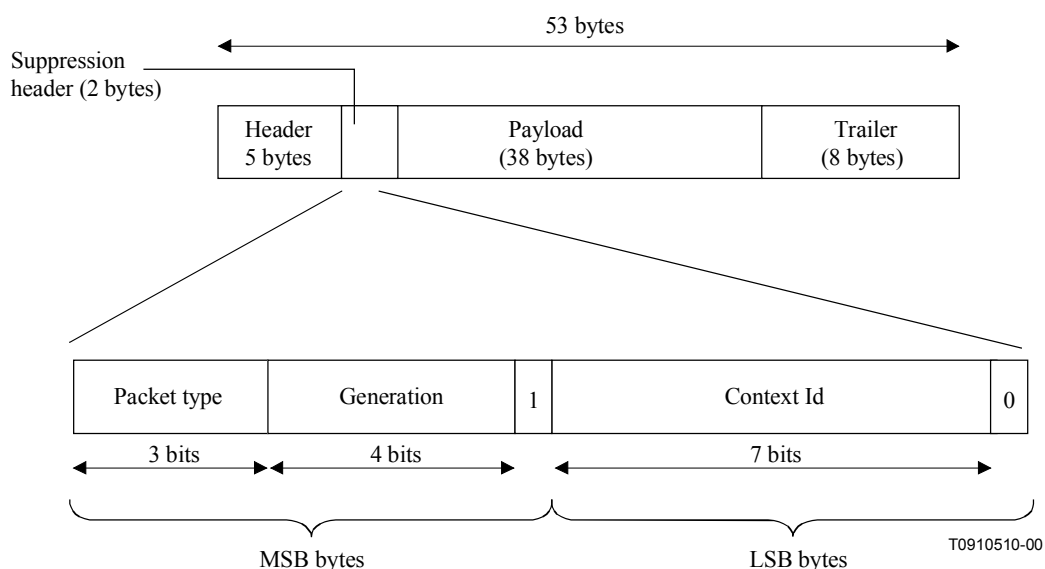 53 bytes
Suppression
header (2 bytes)
Header
5 bytes
Payload
(38 bytes)
Trailer
(8 bytes)
Packet type
Generation
1
Context Id
0
3 bits
4 bits
7 bits
MSB bytes
LSB bytes
T0910510-00